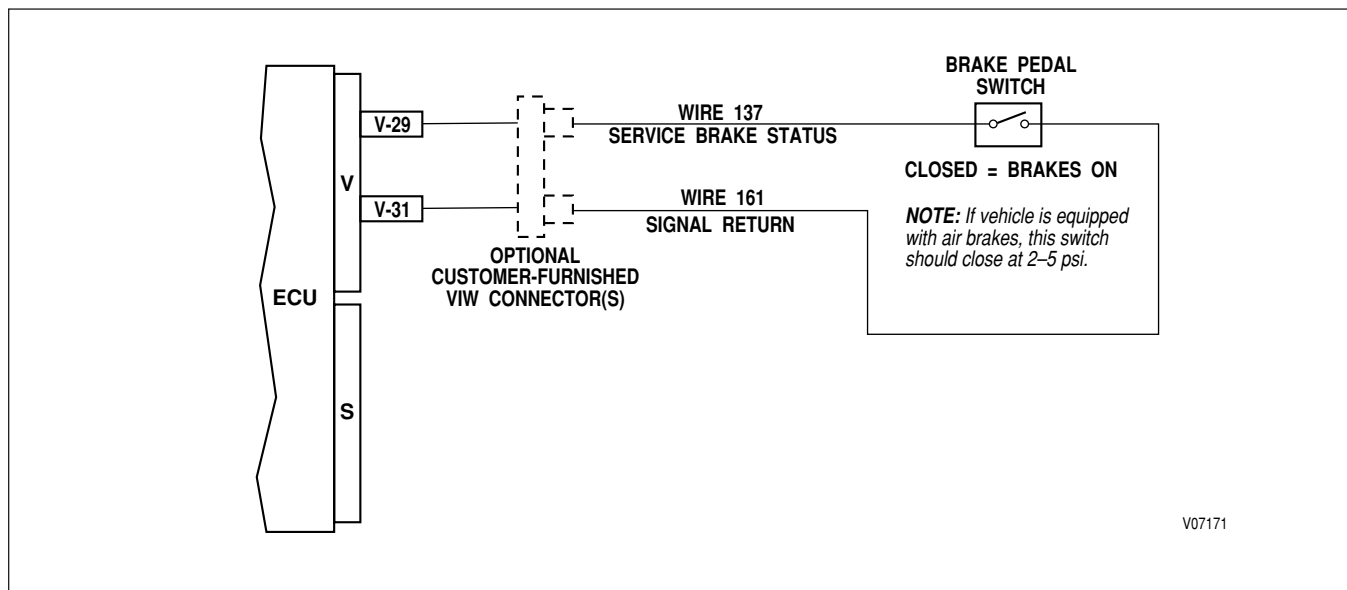 BRAKE PEDAL
SWITCH
V-29
WIRE 137
SERVICE BRAKE STATUS
CLOSED = BRAKES ON
V
V-31
WIRE 161
SIGNAL RETURN
NOTE: If vehicle is equipped
with air brakes, this switch
should close at 2–5 psi.
OPTIONAL
CUSTOMER-FURNISHED
VIW CONNECTOR(S)
ECU
S
V07171